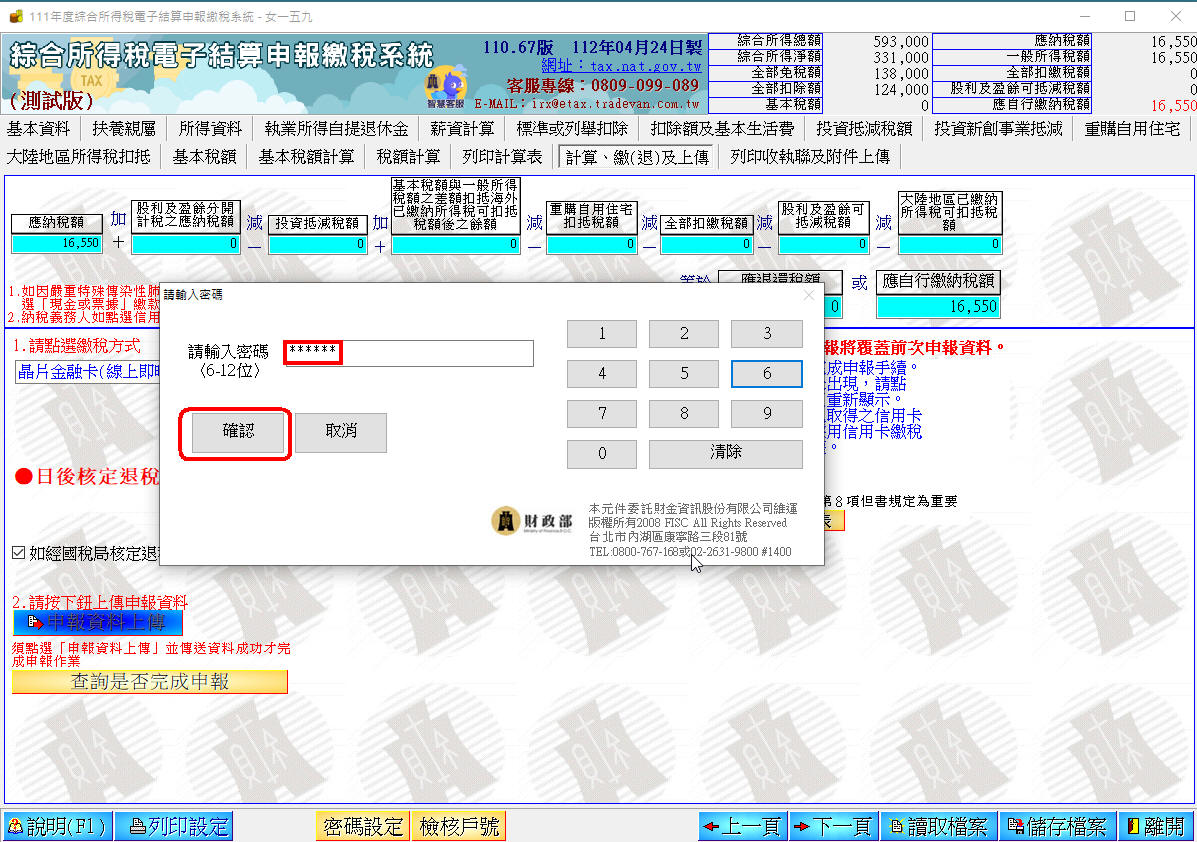 111年度綜合所得稅電子結算申報繳稅系統 - 女一五九
綜合所得稅電子結算申報繳稅系統
TAX
(測試版)
110.67版 112年04月24日製
網址：tax.nat.gov.tw
客服專線：0809-099-089
E-MAIL：irx@etax.tradevan.com.tw
智慧客服
綜合所得總額 593,000 應納稅額 16,550
綜合所得淨額 331,000 一般所得稅額 16,550
全部免稅額 138,000 全部扣繳稅額 0
全部扣除額 124,000 股利及盈餘可抵減稅額 0
基本稅額 0 應自行繳納稅額 16,550
基本資料 扶養親屬 所得資料 執業所得自提退休金 薪資計算 標準或列舉扣除 扣除額及基本生活費 投資抵減稅額 投資新創事業抵減 重購自用住宅
大陸地區所得稅扣抵 基本稅額 基本稅額計算 稅額計算 列印計算表 計算、繳(退)及上傳 列印收執聯及附件上傳
應納稅額
16,550
加
+
股利及盈餘分開
計稅之應納稅額
0
減
—
投資抵減稅額
0
加
+
基本稅額與一般所得
稅額之差額扣抵海外
已繳納所得稅可扣抵
稅額後之餘額
0
減
—
重購自用住宅
扣抵稅額
0
減
—
全部扣繳稅額
0
減
—
股利及盈餘可
抵減稅額
0
減
—
大陸地區已繳納
所得稅可扣抵稅
額
0
等於 應退還稅額 或 應自行繳納稅額
0 16,550
1.如因嚴重特殊傳染性肺
選「現金或票據」繳款
2.納稅義務人如點選信用
1.請點選繳稅方式
晶片金融卡(線上即時
●日後核定退稅
如經國稅局核定退
2.請按下鈕上傳申報資料
申報資料上傳
須點選「申報資料上傳」並傳送資料成功才完
成申報作業
查詢是否完成申報
報將覆蓋前次申報資料。
成申報手續。
出現，請點
重新顯示。
取得之信用卡
用信用卡繳稅
。
第8項但書規定為重要
表
請輸入密碼
請輸入密碼
（6-12位）
******
確認 取消
1 2 3
4 5 6
7 8 9
0 清除
財政部
本元件委託財金資訊股份有限公司維運
版權所有2008 FISC All Rights Reserved
台北市內湖區康寧路三段81號
TEL:0800-767-168或02-2631-9800 #1400
說明(F1) 列印設定 密碼設定 檢核戶號 上一頁 下一頁 讀取檔案 儲存檔案 離開